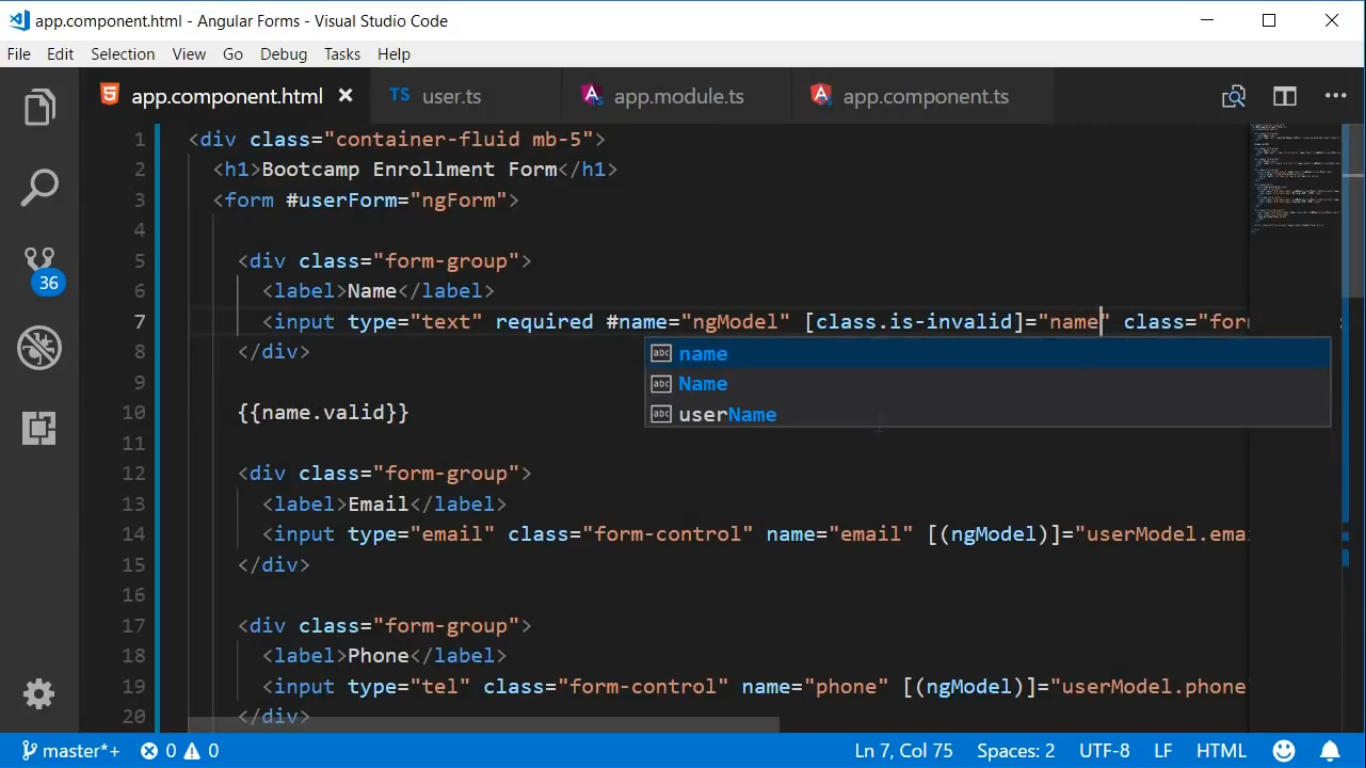 app.component.html - Angular Forms - Visual Studio Code
File Edit Selection View Go Debug Tasks Help
app.component.html TS user.ts app.module.ts app.component.ts
1 <div class="container-fluid mb-5">
2 <h1>Bootcamp Enrollment Form</h1>
3 <form #userForm="ngForm">
4
5 <div class="form-group">
6 <label>Name</label>
7 <input type="text" required #name="ngModel" [class.is-invalid]="name" class="for
8 </div>
abc name
9
abc Name
10 {{name.valid}}
abc userName
11
12 <div class="form-group">
13 <label>Email</label>
14 <input type="email" class="form-control" name="email" [(ngModel)]="userModel.ema
15 </div>
16
17 <div class="form-group">
18 <label>Phone</label>
19 <input type="tel" class="form-control" name="phone" [(ngModel)]="userModel.phone
20 </div>
36
master*+ 0 0 Ln 7, Col 75 Spaces: 2 UTF-8 LF HTML